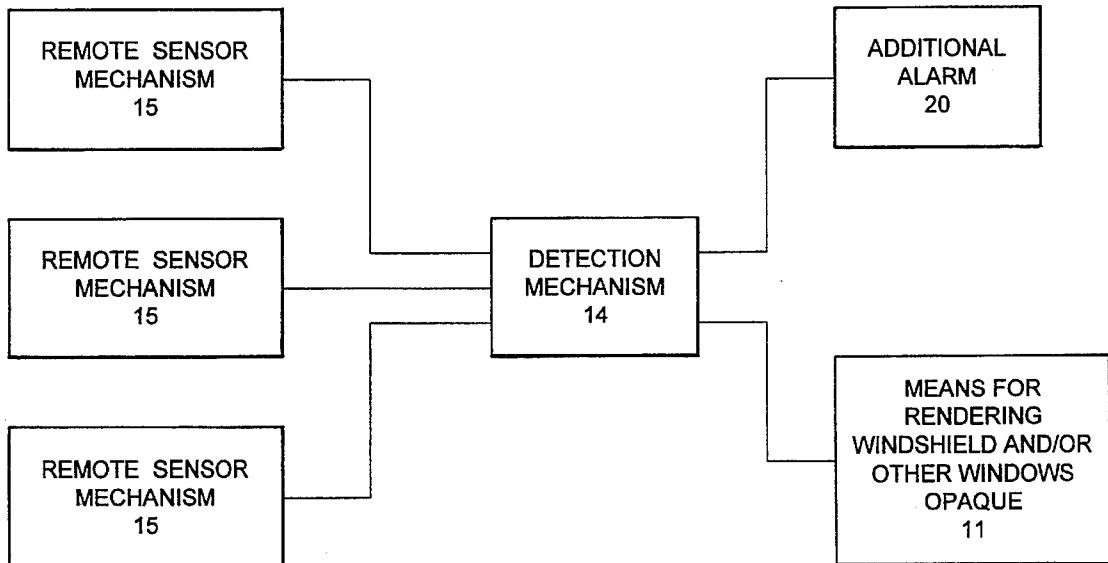 REMOTE SENSOR
MECHANISM
15
REMOTE SENSOR
MECHANISM
15
REMOTE SENSOR
MECHANISM
15
DETECTION
MECHANISM
14
ADDITIONAL
ALARM
20
MEANS FOR
RENDERING
WINDSHIELD AND/OR
OTHER WINDOWS
OPAQUE
11